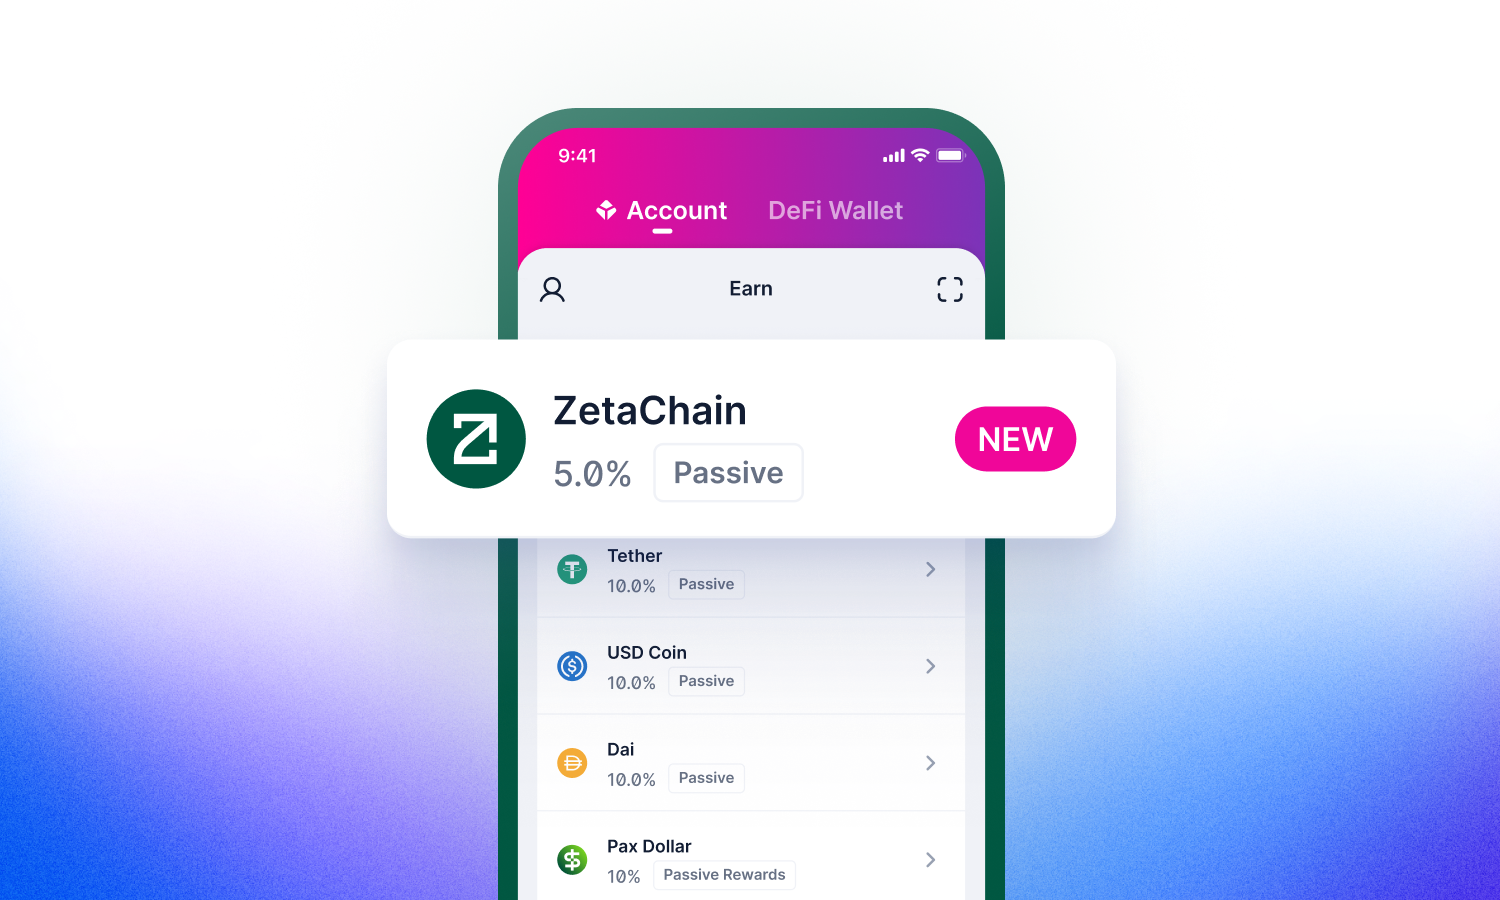 9:41
Account DeFi Wallet
Earn
ZetaChain
5.0% Passive
NEW
Tether
10.0% Passive
USD Coin
10.0% Passive
Dai
10.0% Passive
Pax Dollar
10% Passive Rewards